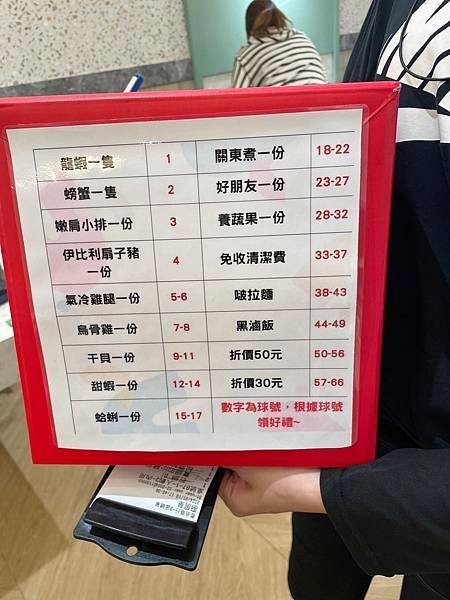 龍蝦一隻 1 關東煮一份 18-22
螃蟹一隻 2 好朋友一份 23-27
嫩肩小排一份 3 養蔬果一份 28-32
伊比利扇子豬
一份 4 免收清潔費 33-37
氣冷雞腿一份 5-6 啵拉麵 38-43
烏骨雞一份 7-8 黑滷飯 44-49
干貝一份 9-11 折價50元 50-56
甜蝦一份 12-14 折價30元 57-66
蛤蜊一份 15-17 數字為球號，根據球號
領好禮~